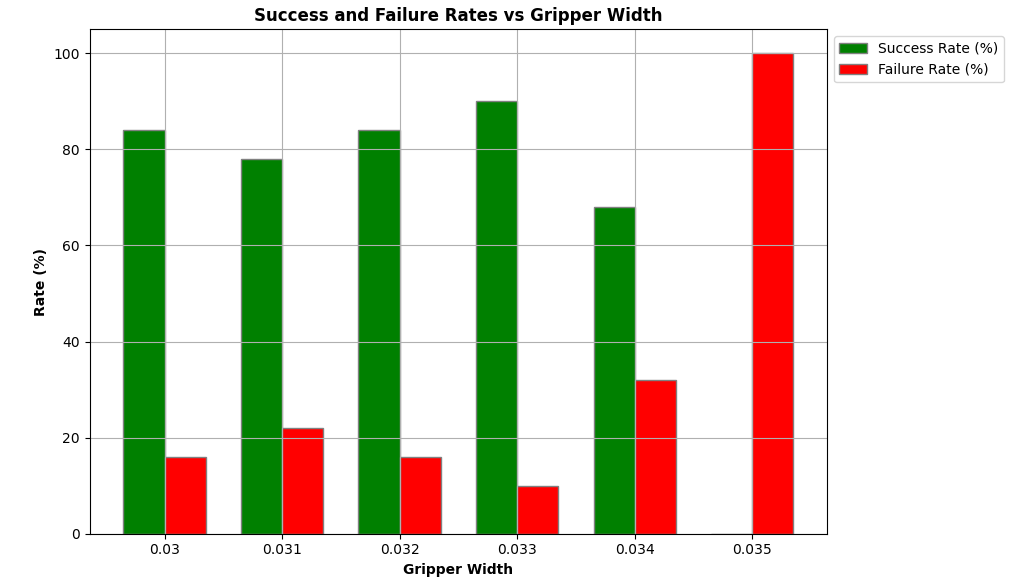 Success and Failure Rates vs Gripper Width
Success Rate (%)
Failure Rate (%)
Rate (%)
100
80
60
40
20
0
0.03 0.031 0.032 0.033 0.034 0.035
Gripper Width